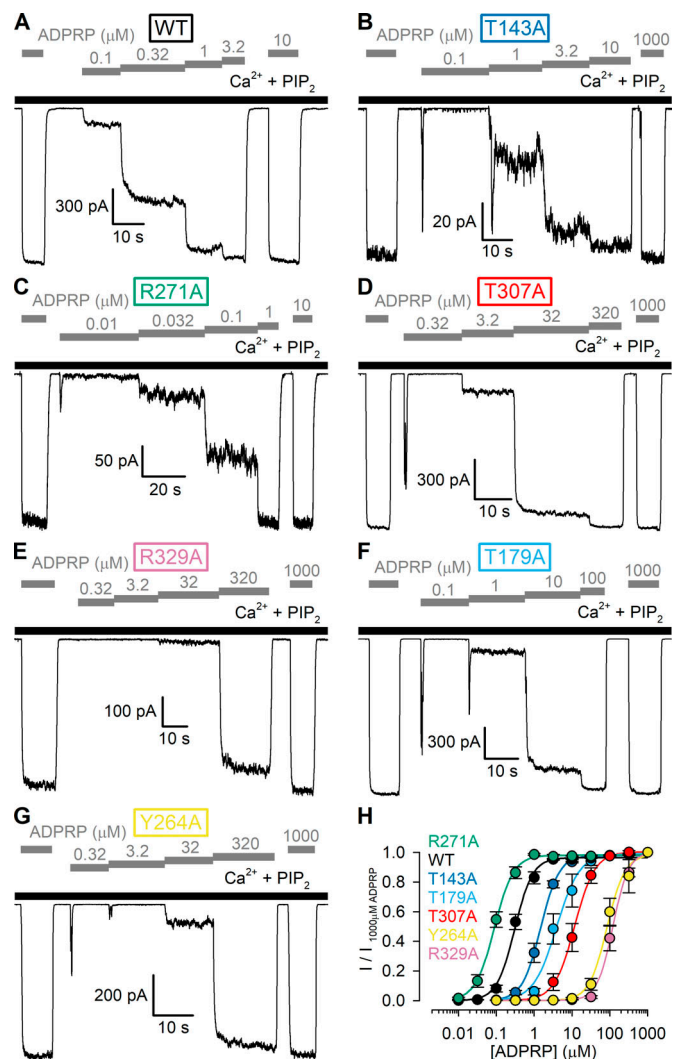 A
WT
ADPRP (μM)
0.1
0.32
1
3.2
10
Ca2+ + PIP2
300 pA
10 s
B
T143A
ADPRP (μM)
0.1
1
3.2
10
1000
Ca2+ + PIP2
20 pA
10 s
C
R271A
ADPRP (μM)
0.01
0.032
0.1
1
10
Ca2+ + PIP2
50 pA
20 s
D
T307A
ADPRP (μM)
0.32
3.2
32
320
1000
Ca2+ + PIP2
300 pA
10 s
E
R329A
ADPRP (μM)
0.32
3.2
32
320
1000
Ca2+ + PIP2
100 pA
10 s
F
T179A
ADPRP (μM)
0.1
1
10
100
1000
Ca2+ + PIP2
300 pA
10 s
G
Y264A
ADPRP (μM)
0.32
3.2
32
320
1000
Ca2+ + PIP2
200 pA
10 s
H
R271A
WT
T143A
T179A
T307A
Y264A
R329A
I / I 1000μM ADPRP
1.0
0.8
0.6
0.4
0.2
0.0
0.01 0.1 1 10 100 1000
[ADPRP] (μM)